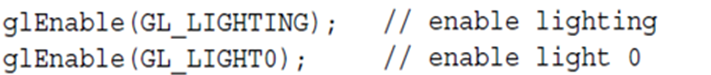 glEnable(GL_LIGHTING);   // enable lighting
glEnable(GL_LIGHT0);     // enable light 0